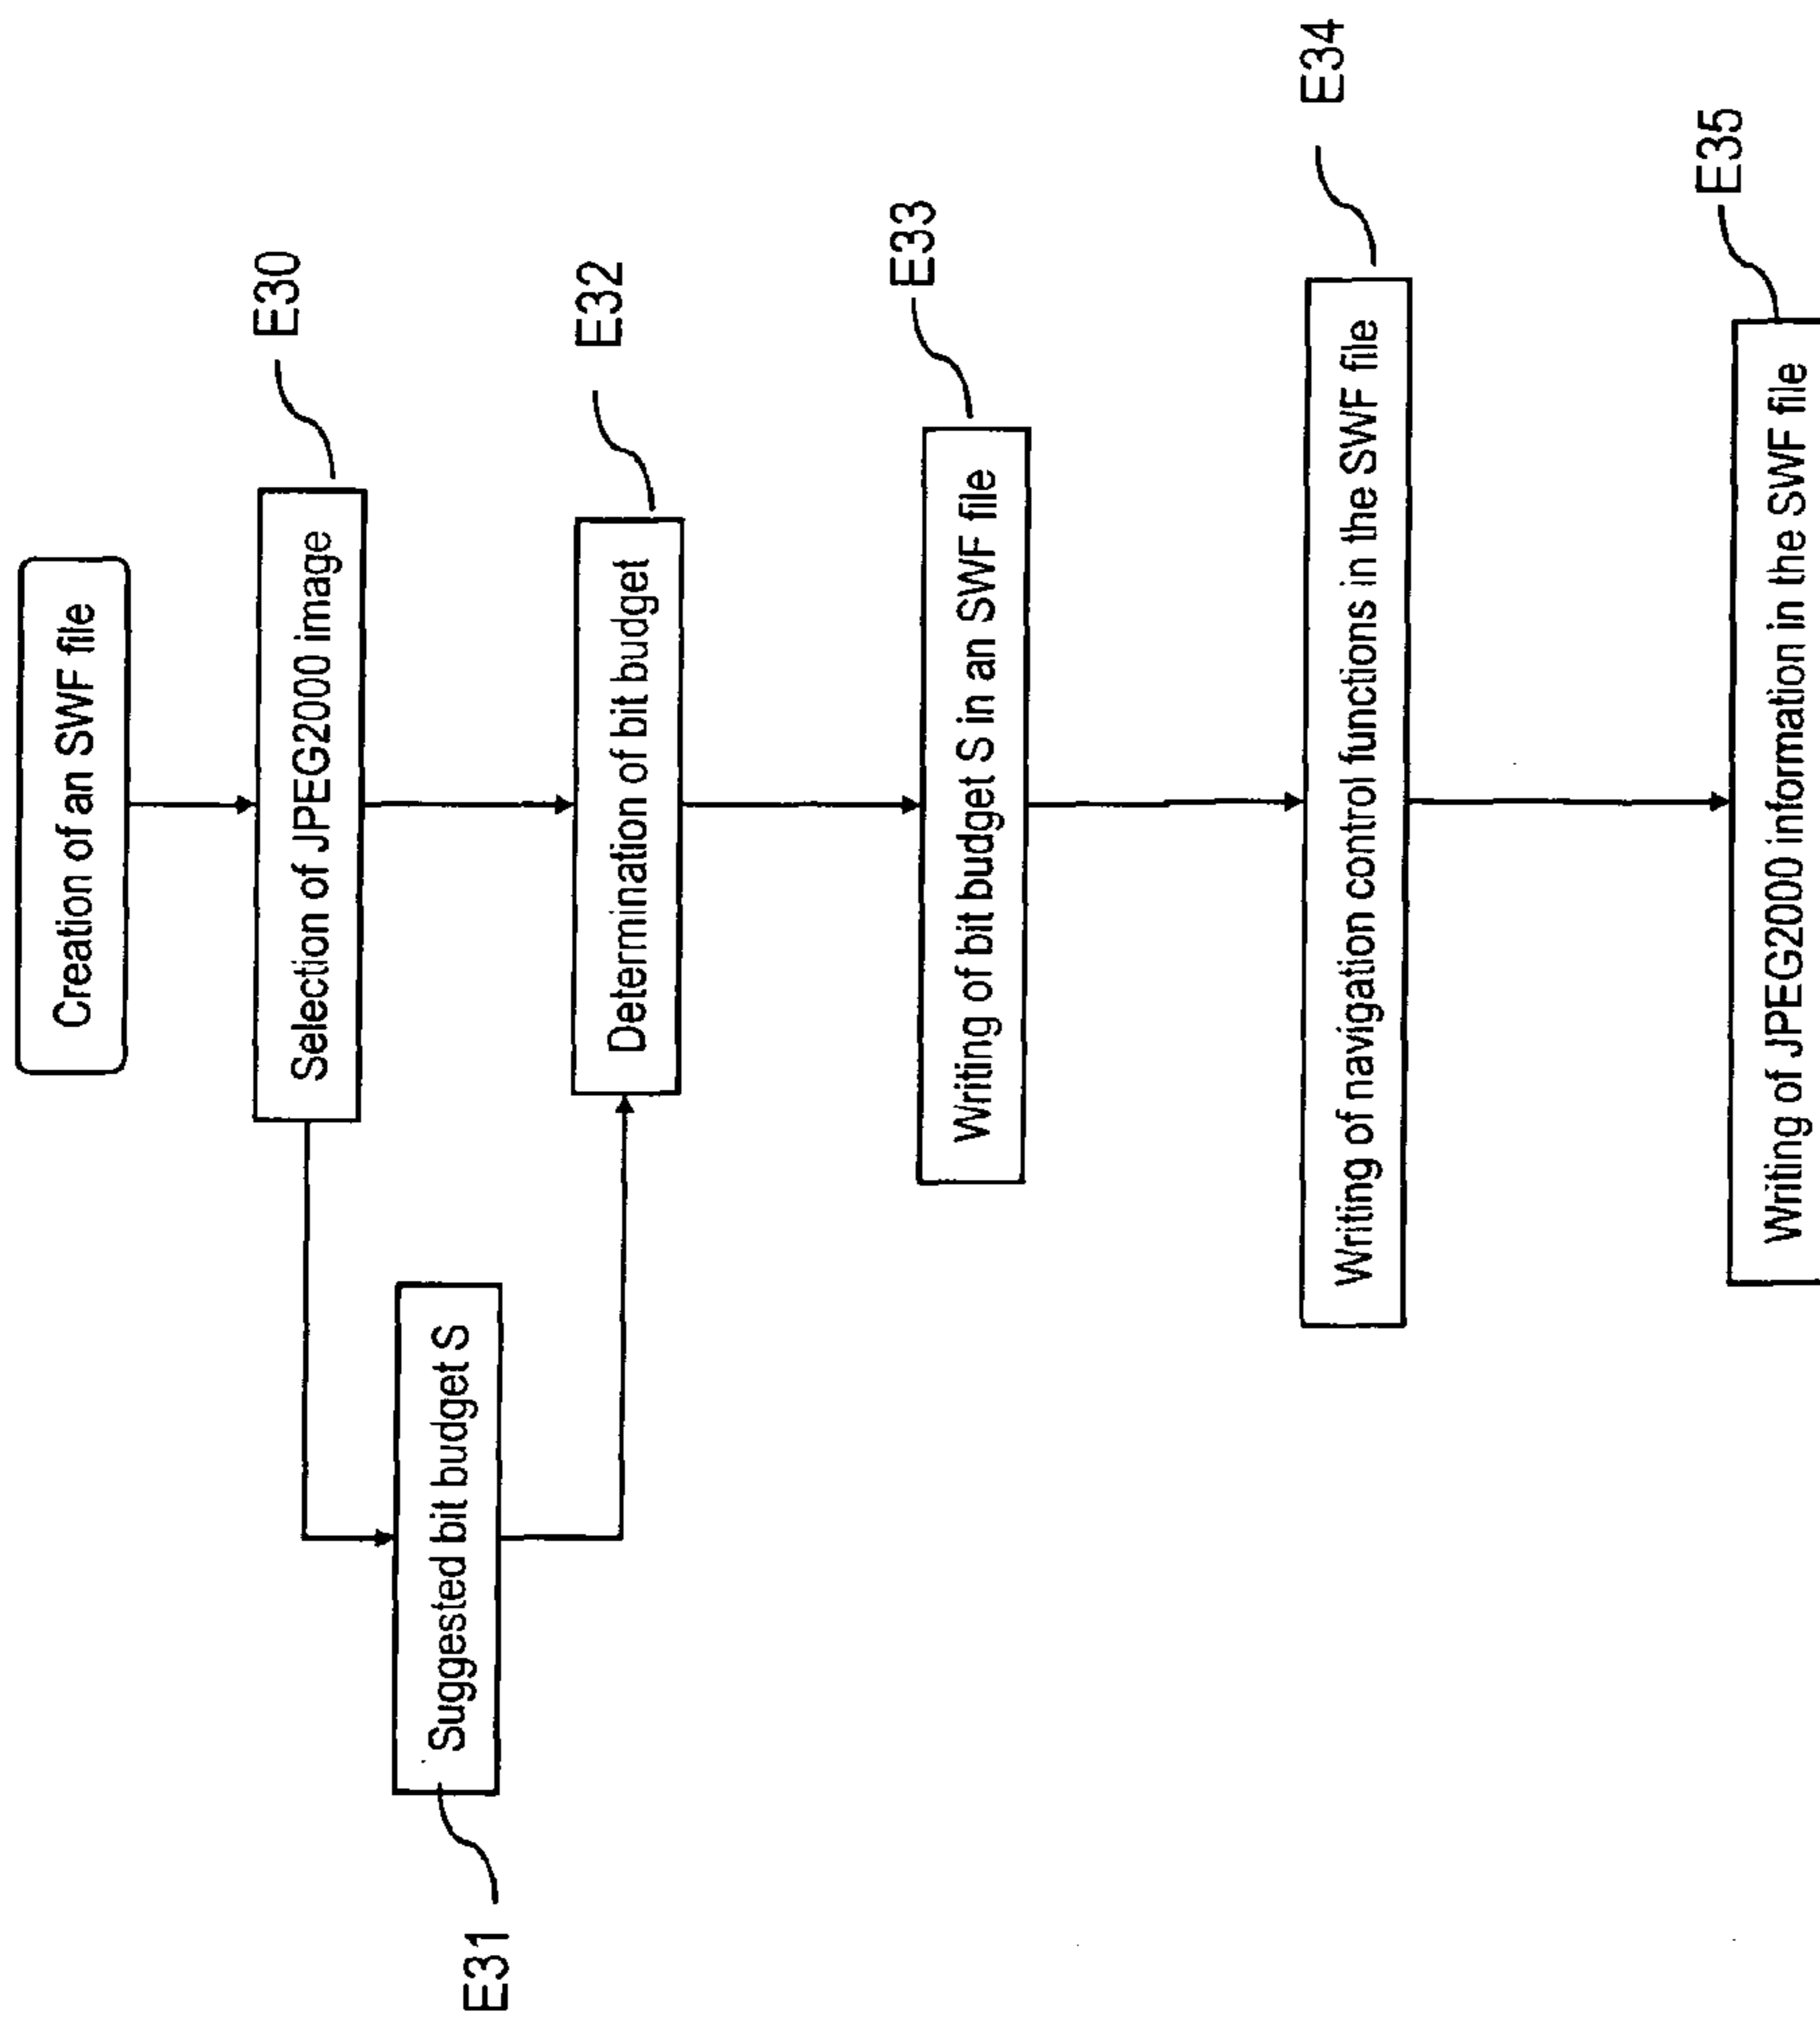 Creation of an SWF file
E30
Selection of JPEG2000 image
E31
Suggested bit budget S
E32
Determination of bit budget
E33
Writing of bit budget S in an SWF file
E34
Writing of navigation control functions in the SWF file
E35
Writing of JPEG2000 information in the SWF file